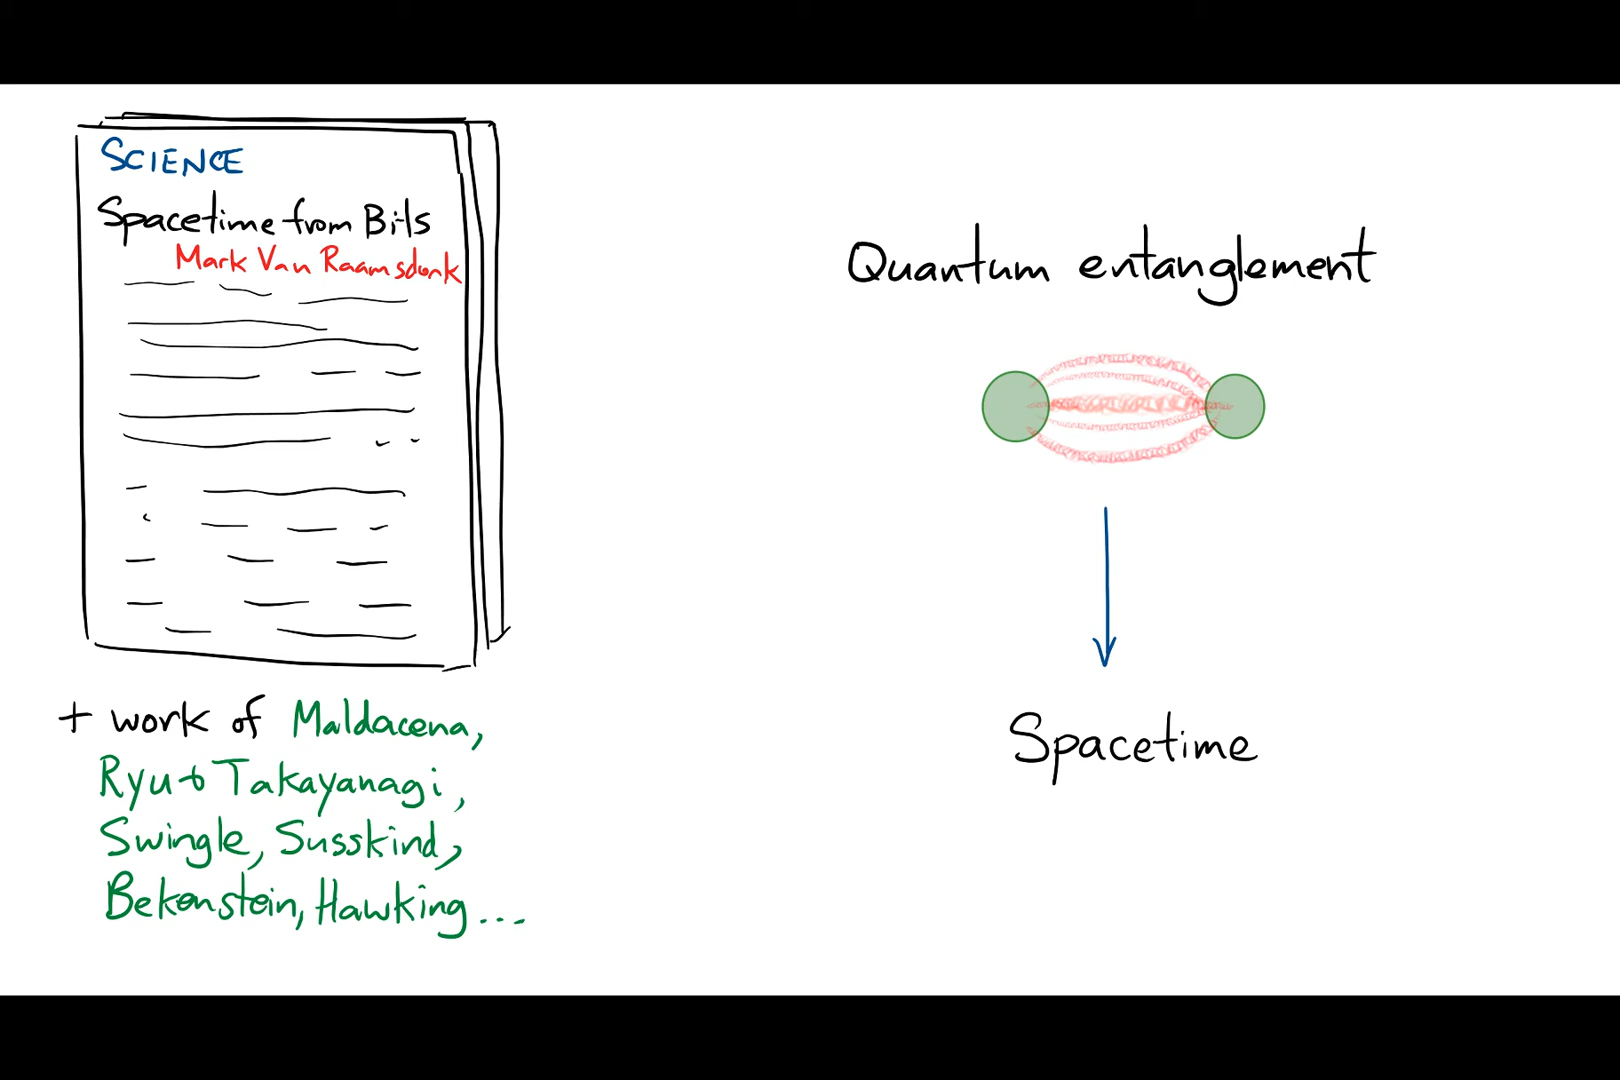 SCIENCE
Spacetime from Bits
Mark Van Raamsdonk
+ work of Maldacena,
Ryu + Takayanagi,
Swingle, Susskind,
Bekenstein, Hawking...
Quantum entanglement
Spacetime